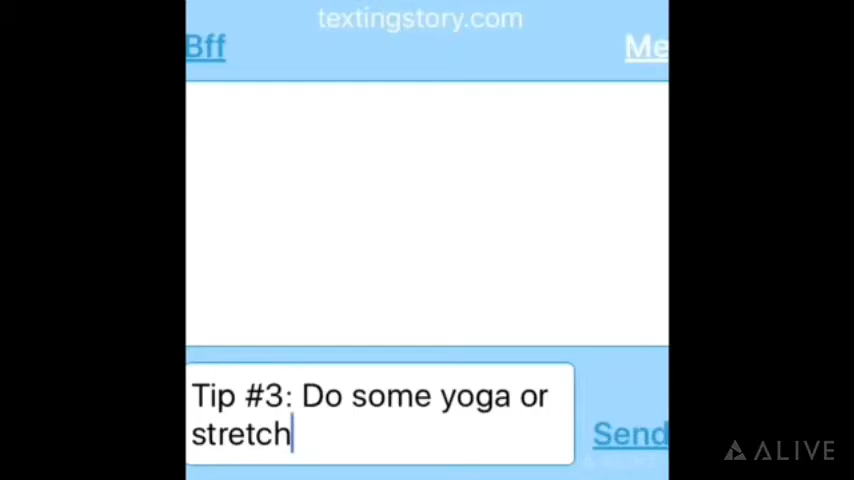 textingstory.com
Bff
Me
Tip #3: Do some yoga or
stretch
Send
ALIVE